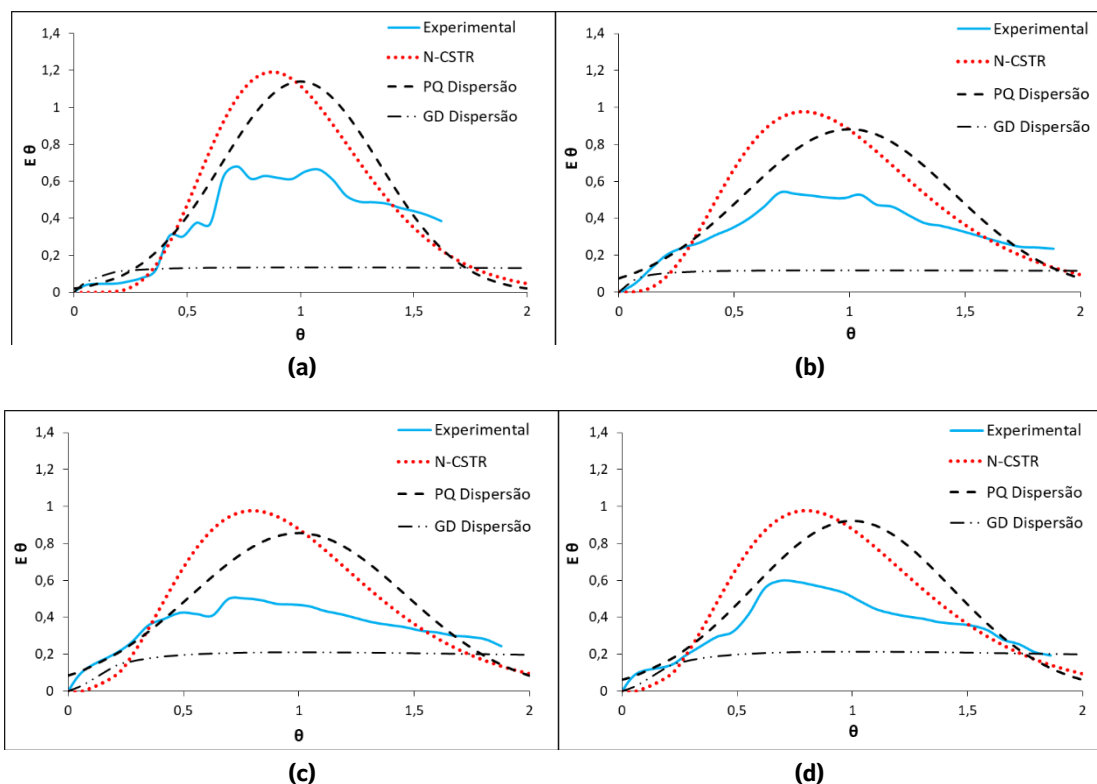 Experimental
N-CSTR
PQ Dispersão
GD Dispersão
1,4
1,2
1
0,8
0,6
0,4
0,2
0
E θ
0
0,5
1
1,5
2
θ
(a)
Experimental
N-CSTR
PQ Dispersão
GD Dispersão
1,4
1,2
1
0,8
0,6
0,4
0,2
0
E θ
0
0,5
1
1,5
2
θ
(b)
Experimental
N-CSTR
PQ Dispersão
GD Dispersão
1,4
1,2
1
0,8
0,6
0,4
0,2
0
E θ
0
0,5
1
1,5
2
θ
(c)
Experimental
N-CSTR
PQ Dispersão
GD Dispersão
1,4
1,2
1
0,8
0,6
0,4
0,2
0
E θ
0
0,5
1
1,5
2
θ
(d)